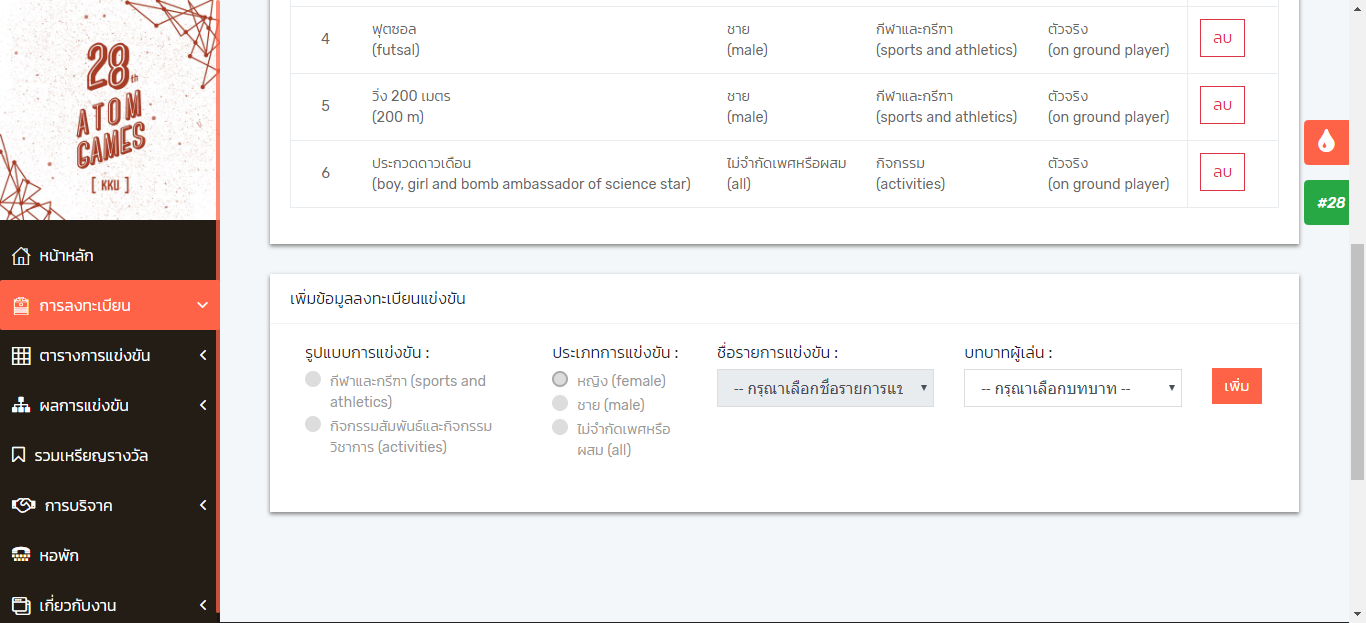 28th
ATOM
GAMES
[ KKU ]
หน้าหลัก
การลงทะเบียน
ตารางการแข่งขัน
ผลการแข่งขัน
รวมเหรียญรางวัล
การบริจาค
หอพัก
เกี่ยวกับงาน
4 ฟุตซอล ชาย กีฬาและกรีฑา ตัวจริง ลบ
(futsal) (male) (sports and athletics) (on ground player)
5 วิ่ง 200 เมตร ชาย กีฬาและกรีฑา ตัวจริง ลบ
(200 m) (male) (sports and athletics) (on ground player)
6 ประกวดดาวเดือน ไม่จำกัดเพศหรือผสม กิจกรรม ตัวจริง ลบ
(boy, girl and bomb ambassador of science star) (all) (activities) (on ground player)
เพิ่มข้อมูลลงทะเบียนแข่งขัน
รูปแบบการแข่งขัน :
กีฬาและกรีฑา (sports and
athletics)
กิจกรรมสัมพันธ์และกิจกรรม
วิชาการ (activities)
ประเภทการแข่งขัน :
หญิง (female)
ชาย (male)
ไม่จำกัดเพศหรือ
ผสม (all)
ชื่อรายการแข่งขัน :
-- กรุณาเลือกชื่อรายการแข
บทบาทผู้เล่น :
-- กรุณาเลือกบทบาท --
เพิ่ม
#28